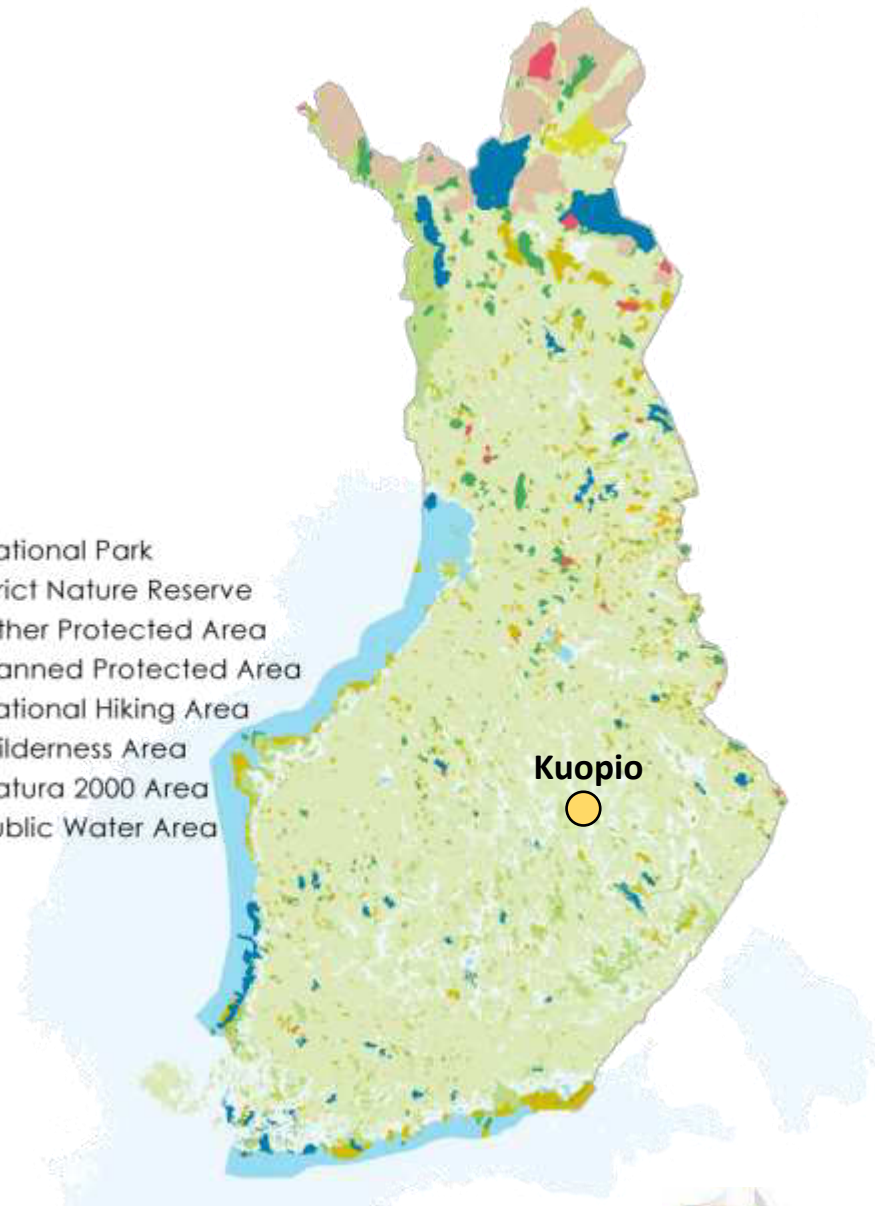 ational Park
rict Nature Reserve
ther Protected Area
anned Protected Area
ational Hiking Area
ilderness Area
atura 2000 Area
ublic Water Area
Kuopio